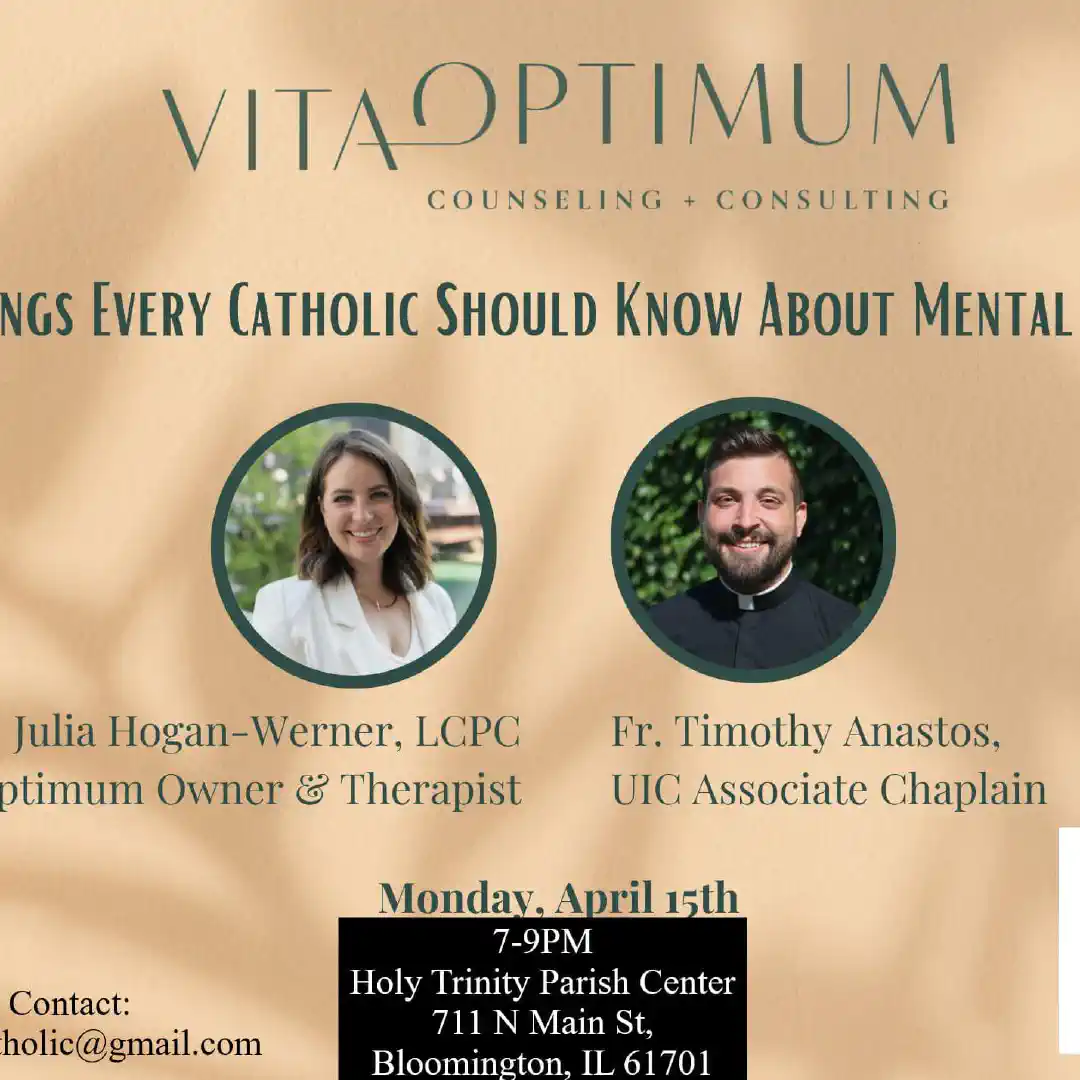 VITA OPTIMUM
COUNSELING + CONSULTING
NGS EVERY CATHOLIC SHOULD KNOW ABOUT MENTAL
Julia Hogan-Werner, LCPC
ptimum Owner & Therapist
Fr. Timothy Anastos,
UIC Associate Chaplain
Monday, April 15th
7-9PM
Holy Trinity Parish Center
711 N Main St,
Bloomington, IL 61701
Contact:
tholic@gmail.com